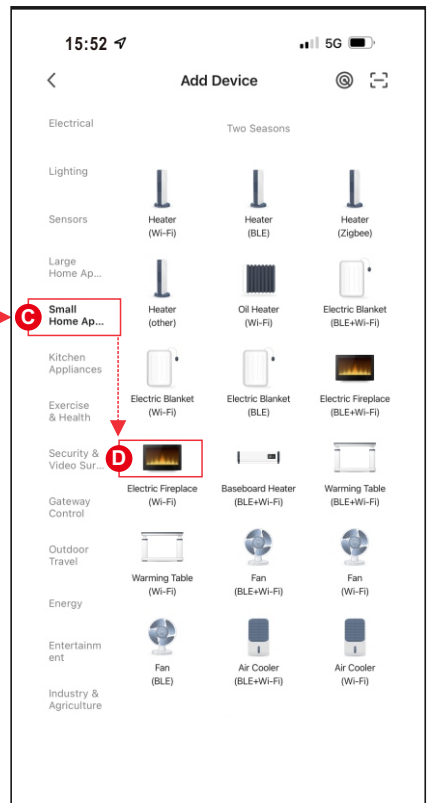 15:52
5G
Add Device
Electrical
Lighting
Sensors
Large
Home Ap...
C
Small
Home Ap...
Kitchen
Appliances
Exercise
& Health
Security &
Video Sur...
Gateway
Control
Outdoor
Travel
Energy
Entertainm
ent
Industry &
Agriculture
Two Seasons
Heater
(Wi-Fi)
Heater
(BLE)
Heater
(Zigbee)
Heater
(other)
Oil Heater
(Wi-Fi)
Electric Blanket
(BLE+Wi-Fi)
Electric Blanket
(Wi-Fi)
Electric Blanket
(BLE)
Electric Fireplace
(BLE+Wi-Fi)
D
Electric Fireplace
(Wi-Fi)
Baseboard Heater
(BLE+Wi-Fi)
Warming Table
(BLE+Wi-Fi)
Warming Table
(Wi-Fi)
Fan
(BLE+Wi-Fi)
Fan
(Wi-Fi)
Fan
(BLE)
Air Cooler
(BLE+Wi-Fi)
Air Cooler
(Wi-Fi)